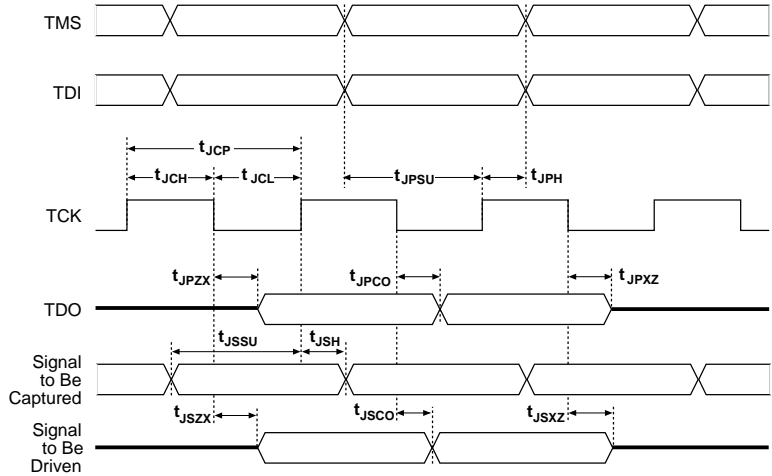 TMS
TDI
tJCP
tJCH
tJCL
tJPSU
tJPH
TCK
tJPZX
tJPCO
tJPXZ
TDO
tJSSU
tJSH
Signal
to Be
Captured
tJSZX
tJSCO
tJSXZ
Signal
to Be
Driven